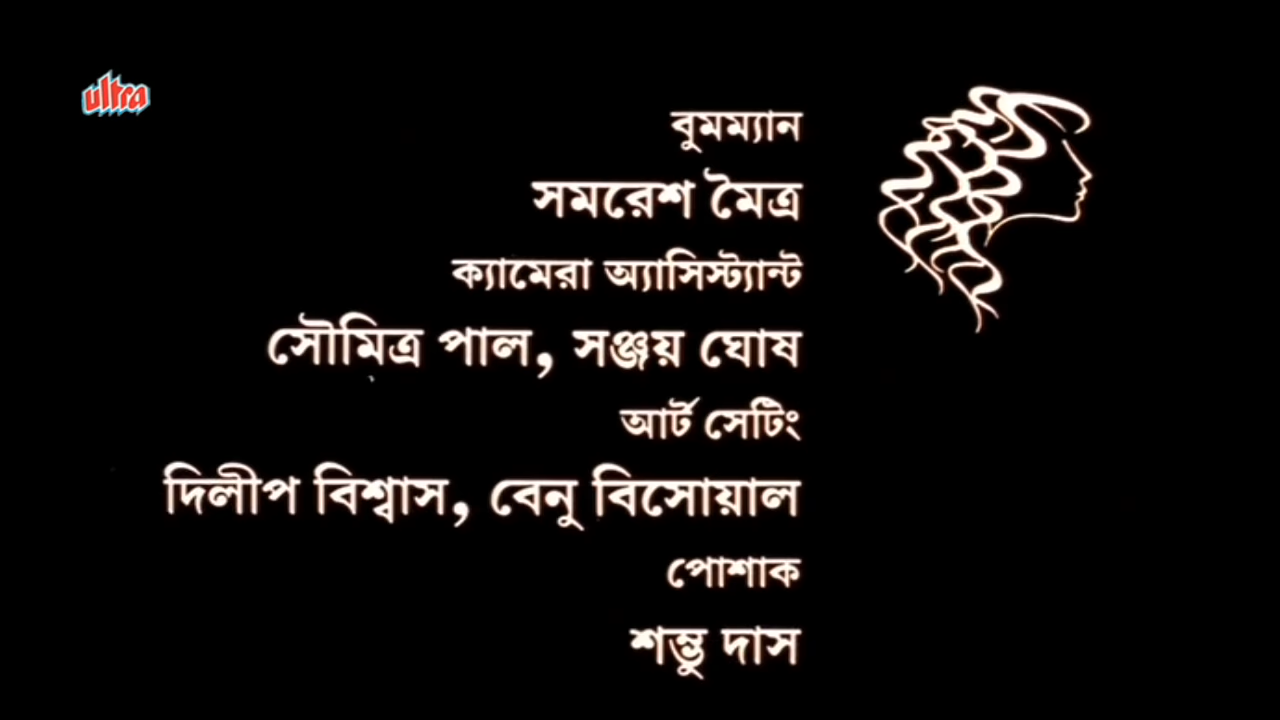 ultra
বুমম্যান
সমরেশ মৈত্র
ক্যামেরা অ্যাসিস্ট্যান্ট
সৌমিত্র পাল, সঞ্জয় ঘোষ
আর্ট সেটিং
দিলীপ বিশ্বাস, বেনু বিসোয়াল
পোশাক
শম্ভু দাস